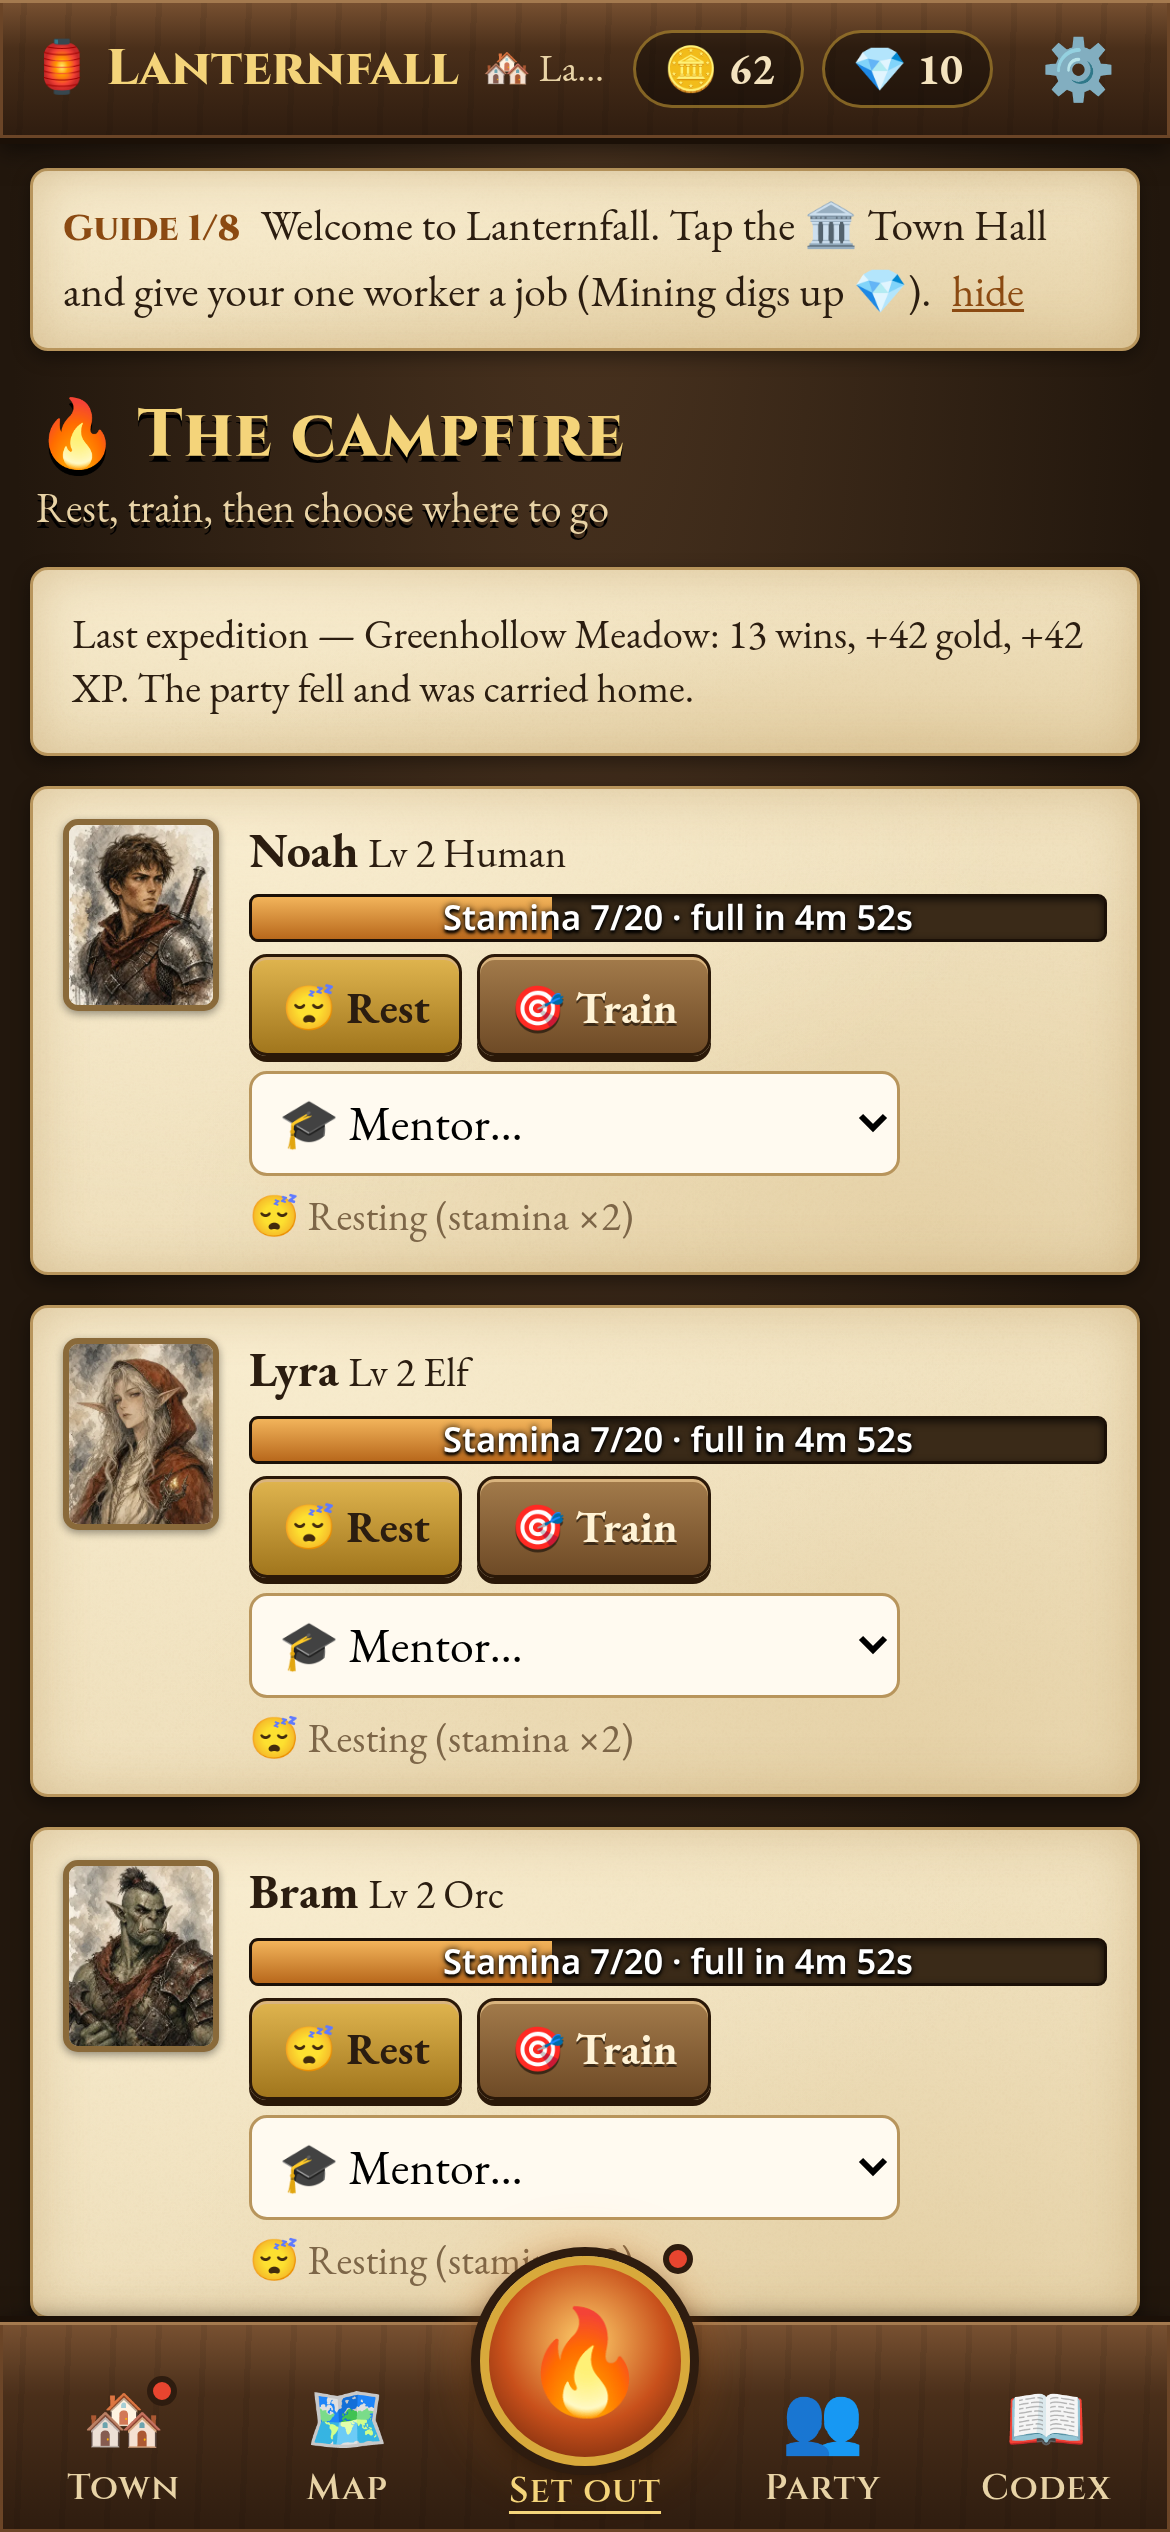 LANTERNFALL La... 62 10
GUIDE 1/8 Welcome to Lanternfall. Tap the Town Hall
and give your one worker a job (Mining digs up ). hide
THE CAMPFIRE
Rest, train, then choose where to go
Last expedition — Greenhollow Meadow: 13 wins, +42 gold, +42
XP. The party fell and was carried home.
Noah Lv 2 Human
Stamina 7/20 · full in 4m 52s
Rest Train
Mentor...
Resting (stamina ×2)
Lyra Lv 2 Elf
Stamina 7/20 · full in 4m 52s
Rest Train
Mentor...
Resting (stamina ×2)
Bram Lv 2 Orc
Stamina 7/20 · full in 4m 52s
Rest Train
Mentor...
Resting
TOWN MAP SET OUT PARTY CODEX